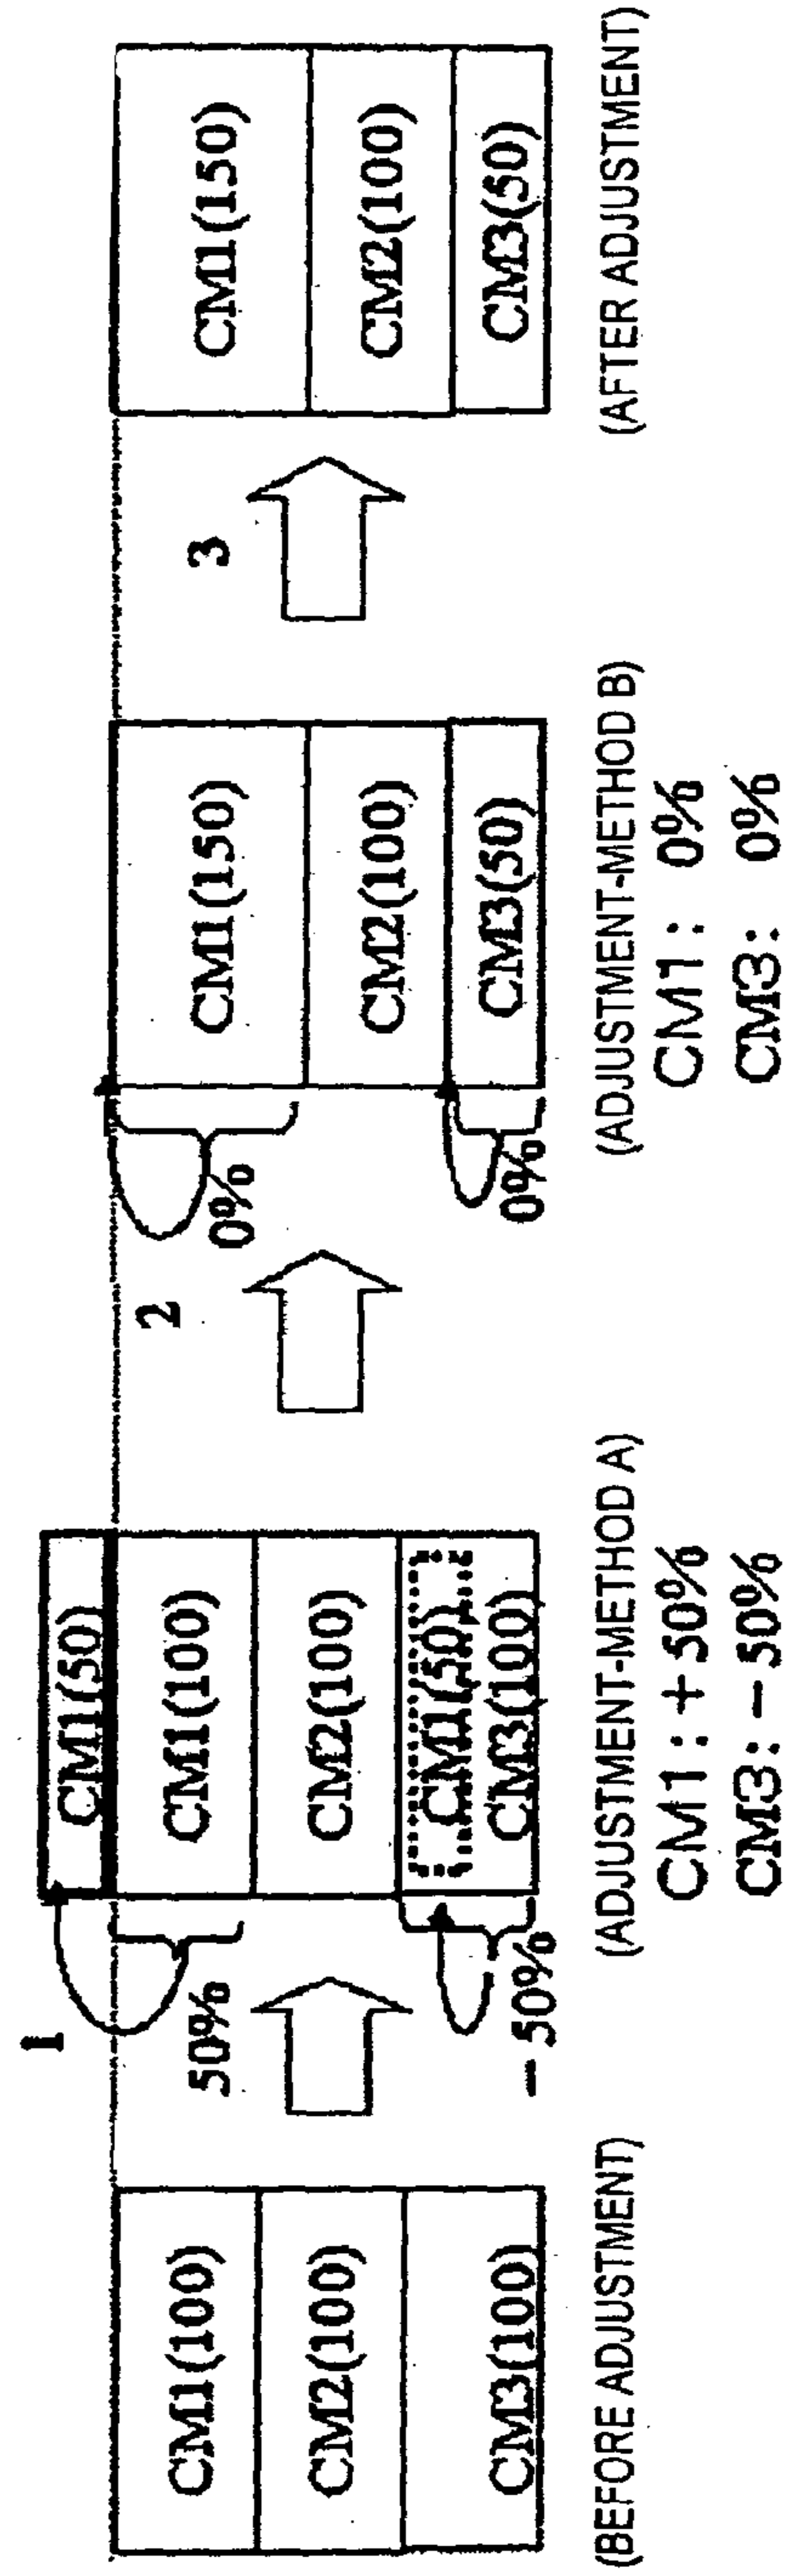 CM1(100)
CM2(100)
CM3(100)
(BEFORE ADJUSTMENT)
1
50%
−50%
CM1(50)
CM1(100)
CM2(100)
CM1(50)
CM3(100)
(ADJUSTMENT-METHOD A)
CM1:+50%
CM3:−50%
2
0%
0%
CM1(150)
CM2(100)
CM3(50)
(ADJUSTMENT-METHOD B)
CM1: 0%
CM3: 0%
3
CM1(150)
CM2(100)
CM3(50)
(AFTER ADJUSTMENT)